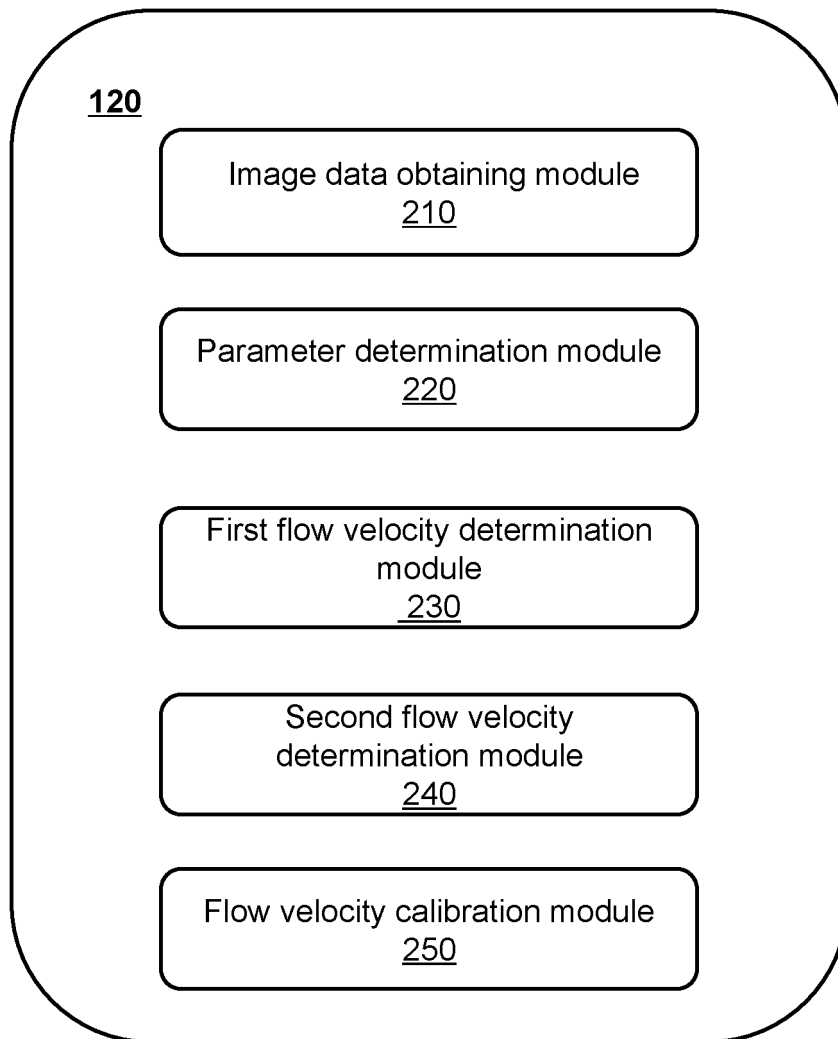 120
Image data obtaining module
210
Parameter determination module
220
First flow velocity determination
module
230
Second flow velocity
determination module
240
Flow velocity calibration module
250